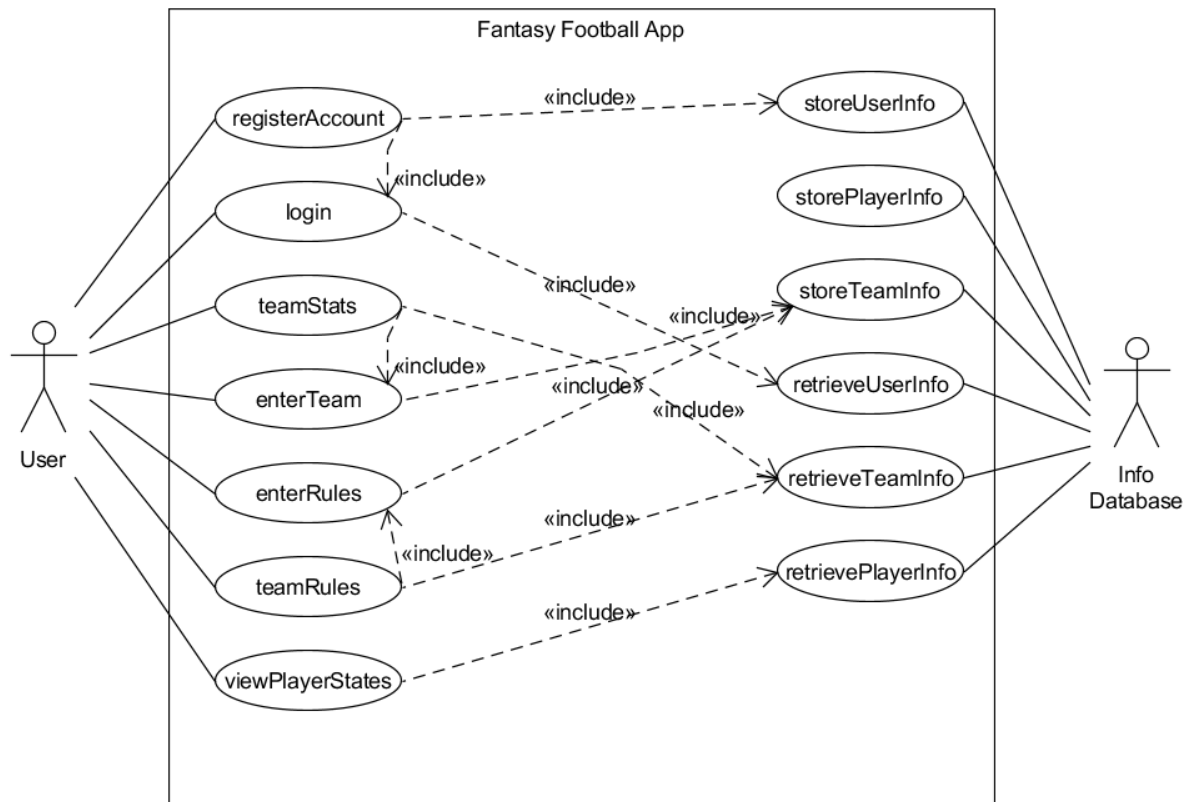 Fantasy Football App
«include»
storeUserInfo
registerAccount
«include»
storePlayerInfo
login
«include»
storeTeamInfo
teamStats
«include»
«include»
retrieveUserInfo
«include»
enterTeam
«include»
User
retrieveTeamInfo
Info
Database
enterRules
«include»
«include»
retrievePlayerInfo
teamRules
«include»
viewPlayerStates